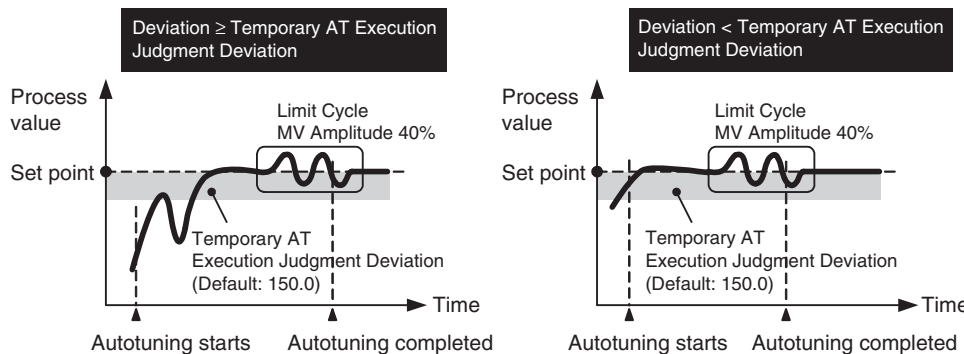 Deviation ≥ Temporary AT Execution
Judgment Deviation
Process
value
Limit Cycle
MV Amplitude 40%
Set point
Temporary AT
Execution Judgment Deviation
(Default: 150.0)
Time
Autotuning starts
Autotuning completed
Deviation < Temporary AT Execution
Judgment Deviation
Process
value
Limit Cycle
MV Amplitude 40%
Set point
Temporary AT
Execution Judgment Deviation
(Default: 150.0)
Time
Autotuning starts
Autotuning completed